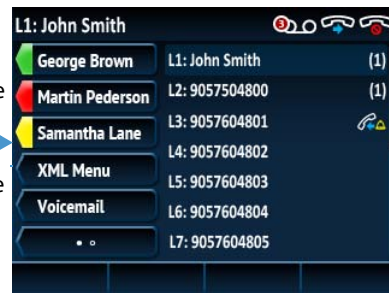 L1: John Smith
3
George Brown
L1: John Smith (1)
e
Martin Pederson
L2: 9057504800 (1)
Samantha Lane
L3: 9057604801
L4: 9057604802
XML Menu
e
L5: 9057604803
Voicemail
L6: 9057604804
L7: 9057604805